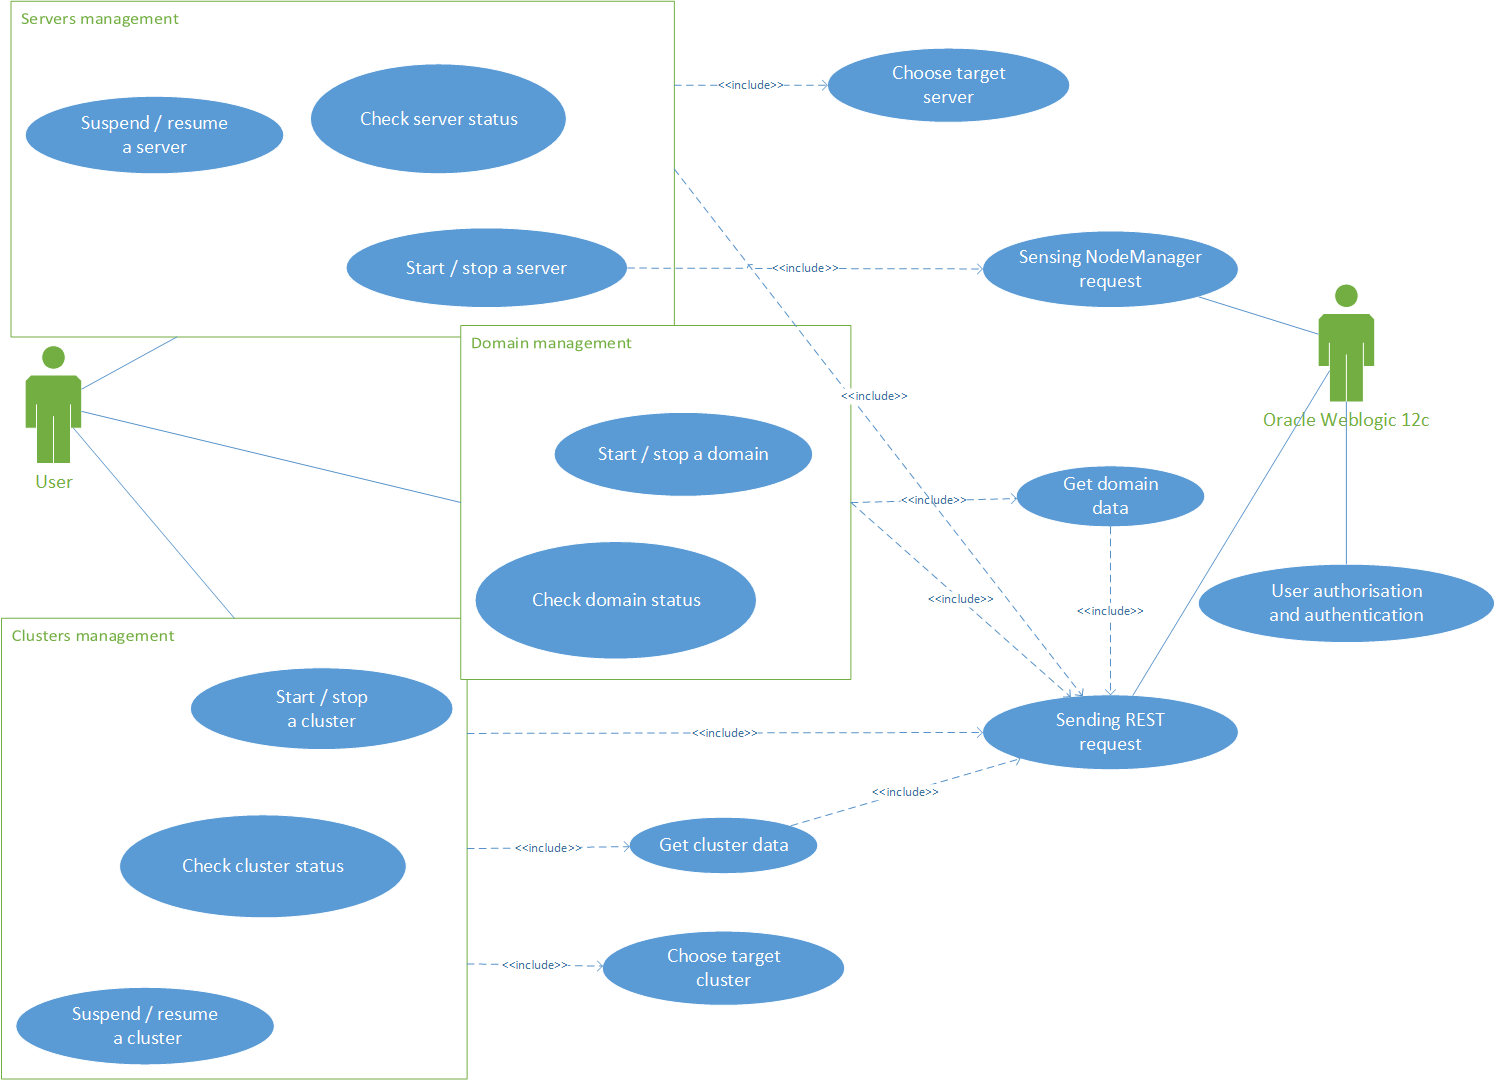 Servers management
Suspend / resume
a server
Check server status
Start / stop a server
<<include>>
Choose target
server
<<include>>
Sensing NodeManager
request
<<include>>
User
Oracle Weblogic 12c
Domain management
Start / stop a domain
Check domain status
<<include>>
Get domain
data
<<include>>
<<include>>
User authorisation
and authentication
Clusters management
Start / stop
a cluster
Check cluster status
Suspend / resume
a cluster
<<include>>
Sending REST
request
<<include>>
<<include>>
Get cluster data
<<include>>
Choose target
cluster